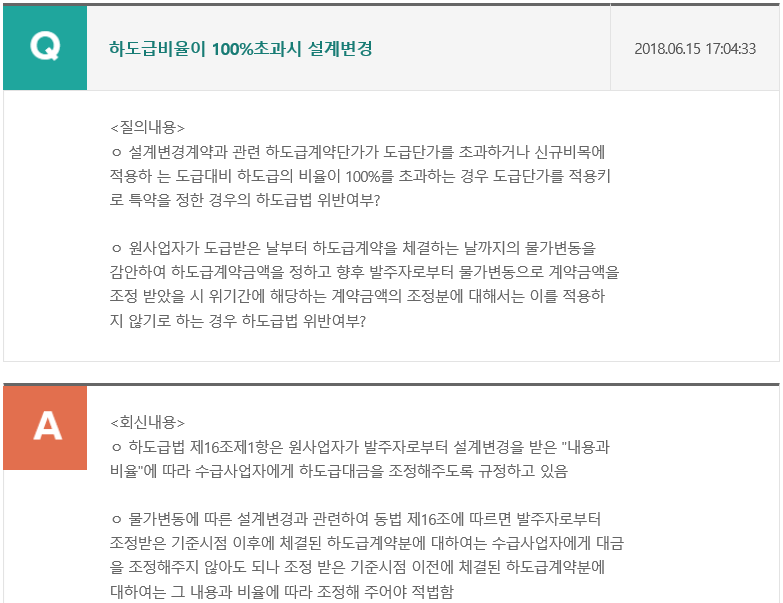 Q
하도급비율이 100%초과시 설계변경
2018.06.15 17:04:33
<질의내용>
ㅇ 설계변경계약과 관련 하도급계약단가가 도급단가를 초과하거나 신규비목에
적용하 는 도급대비 하도급의 비율이 100%를 초과하는 경우 도급단가를 적용키
로 특약을 정한 경우의 하도급법 위반여부?
ㅇ 원사업자가 도급받은 날부터 하도급계약을 체결하는 날까지의 물가변동을
감안하여 하도급계약금액을 정하고 향후 발주자로부터 물가변동으로 계약금액을
조정 받았을 시 위기간에 해당하는 계약금액의 조정분에 대해서는 이를 적용하
지 않기로 하는 경우 하도급법 위반여부?
A
<회신내용>
ㅇ 하도급법 제16조제1항은 원사업자가 발주자로부터 설계변경을 받은 "내용과
비율"에 따라 수급사업자에게 하도급대금을 조정해주도록 규정하고 있음
ㅇ 물가변동에 따른 설계변경과 관련하여 동법 제16조에 따르면 발주자로부터
조정받은 기준시점 이후에 체결된 하도급계약분에 대하여는 수급사업자에게 대금
을 조정해주지 않아도 되나 조정 받은 기준시점 이전에 체결된 하도급계약분에
대하여는 그 내용과 비율에 따라 조정해 주어야 적법함